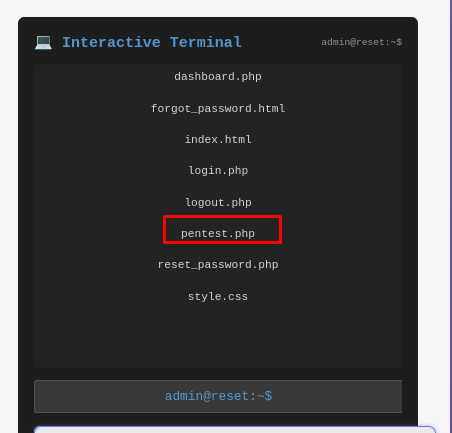 💻 Interactive Terminal admin@reset:~$
dashboard.php
forgot_password.html
index.html
login.php
logout.php
pentest.php
reset_password.php
style.css
admin@reset:~$